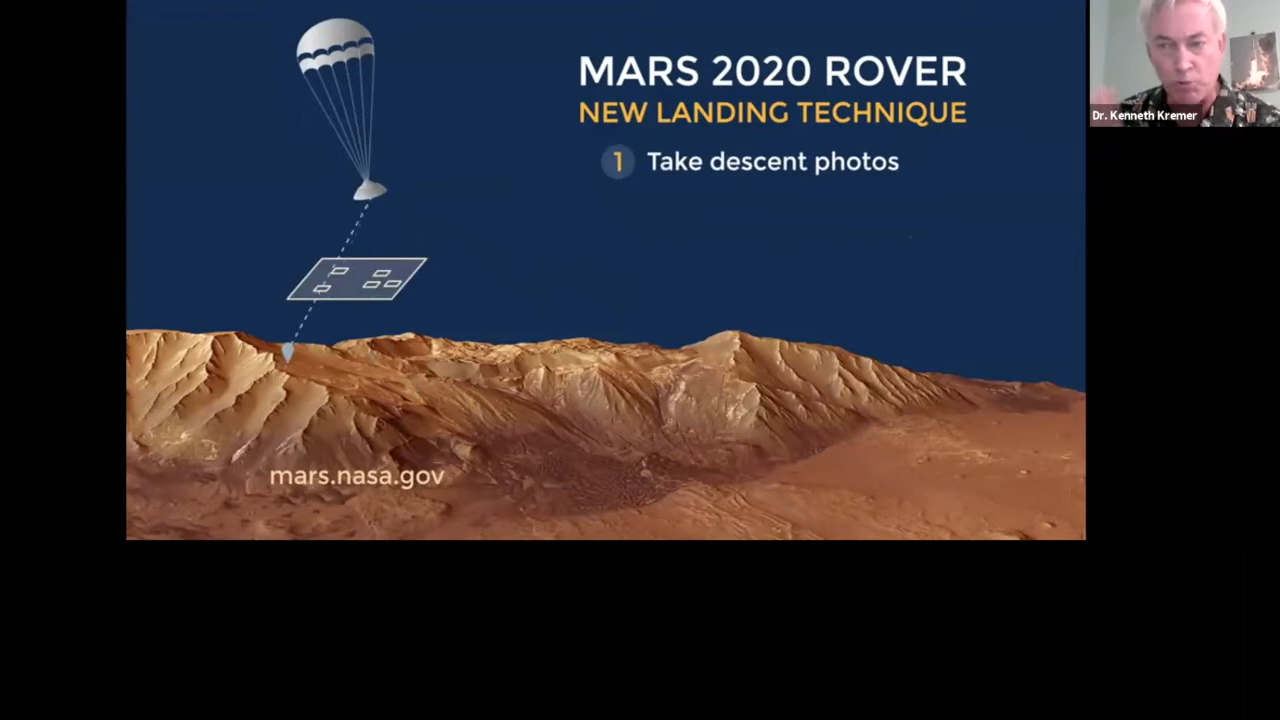 MARS 2020 ROVER
NEW LANDING TECHNIQUE
1 Take descent photos
mars.nasa.gov
Dr. Kenneth Kremer